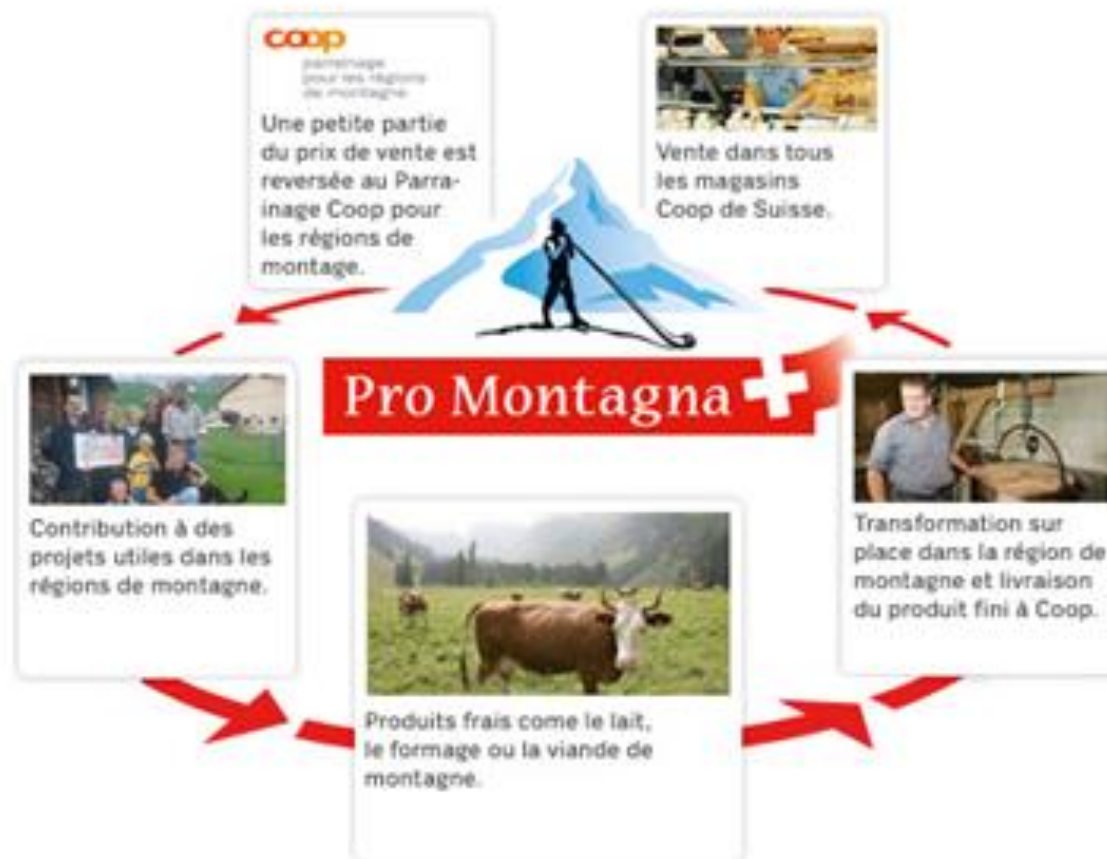 coop
parrainage
pour les régions
de montagne
Une petite partie
du prix de vente est
reversée au Parra-
inage Coop pour
les régions de
montage.
Vente dans tous
les magasins
Coop de Suisse.
Pro Montagna
Contribution à des
projets utiles dans les
régions de montagne.
Transformation sur
place dans la région de
montagne et livraison
du produit fini à Coop.
Produits frais come le lait,
le formage ou la viande de
montagne.